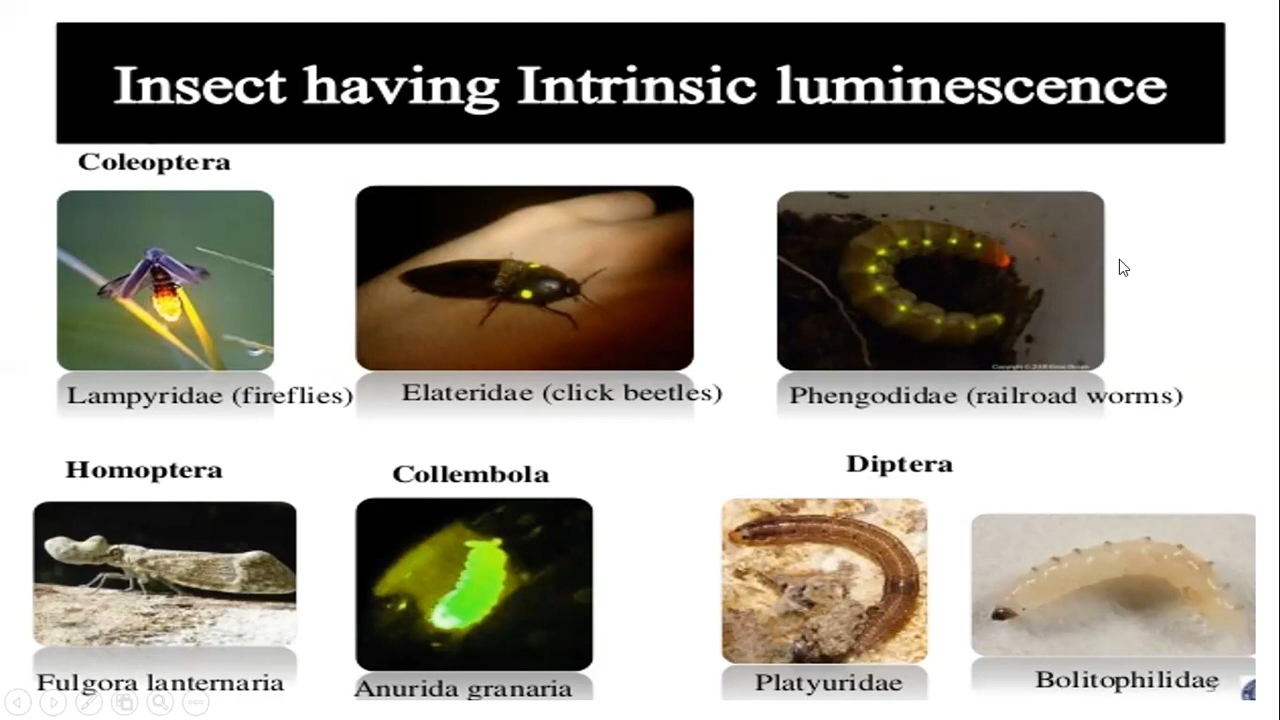 Insect having Intrinsic luminescence
Coleoptera
Lampyridae (fireflies)
Elateridae (click beetles)
Phengodidae (railroad worms)
Homoptera
Collembola
Diptera
Fulgora lanternaria
Anurida granaria
Platyuridae
Bolitophilidae